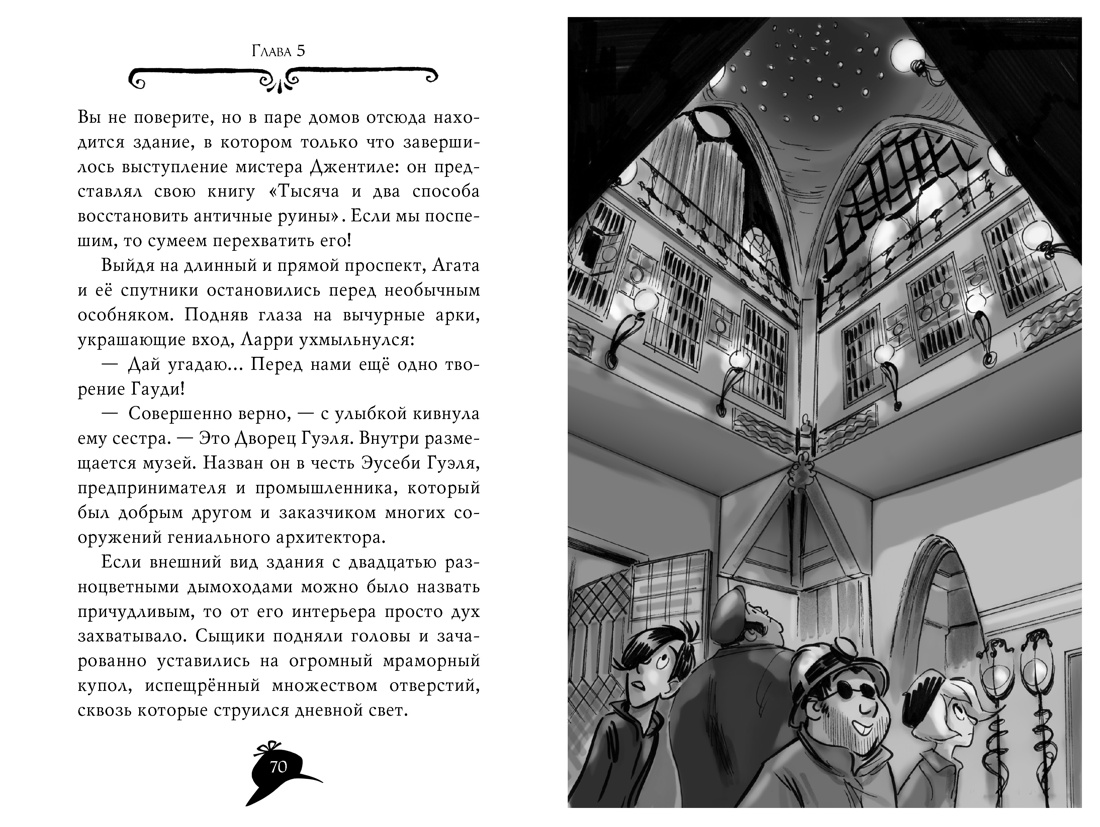 Глава 5
Вы не поверите, но в паре домов отсюда нахо-
дится здание, в котором только что заверши-
лось выступление мистера Джентиле: он пред-
ставлял свою книгу «Тысяча и два способа
восстановить античные руины». Если мы поспе-
шим, то сумеем перехватить его!
Выйдя на длинный и прямой проспект, Агата
и её спутники остановились перед необычным
особняком. Подняв глаза на вычурные арки,
украшающие вход, Ларри ухмыльнулся:
— Дай угадаю... Перед нами ещё одно тво-
рение Гауди!
— Совершенно верно, — с улыбкой кивнула
ему сестра. — Это Дворец Гуэля. Внутри разме-
щается музей. Назван он в честь Эусеби Гуэля,
предпринимателя и промышленника, который
был добрым другом и заказчиком многих со-
оружений гениального архитектора.
Если внешний вид здания с двадцатью раз-
ноцветными дымоходами можно было назвать
причудливым, то от его интерьера просто дух
захватывало. Сыщики подняли головы и зача-
рованно уставились на огромный мраморный
купол, испещрённый множеством отверстий,
сквозь которые струился дневной свет.
70